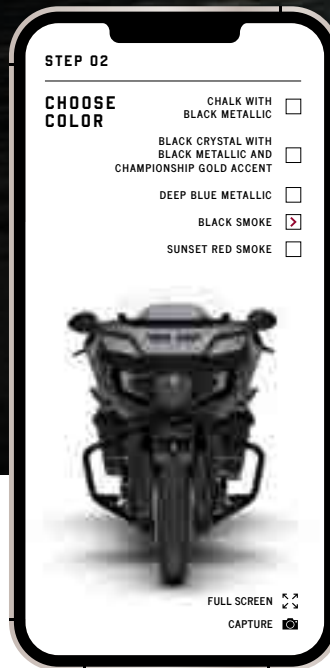 STEP 02
CHOOSE
COLOR
CHALK WITH
BLACK METALLIC
BLACK CRYSTAL WITH
BLACK METALLIC AND
CHAMPIONSHIP GOLD ACCENT
DEEP BLUE METALLIC
BLACK SMOKE
SUNSET RED SMOKE
FULL SCREEN
CAPTURE